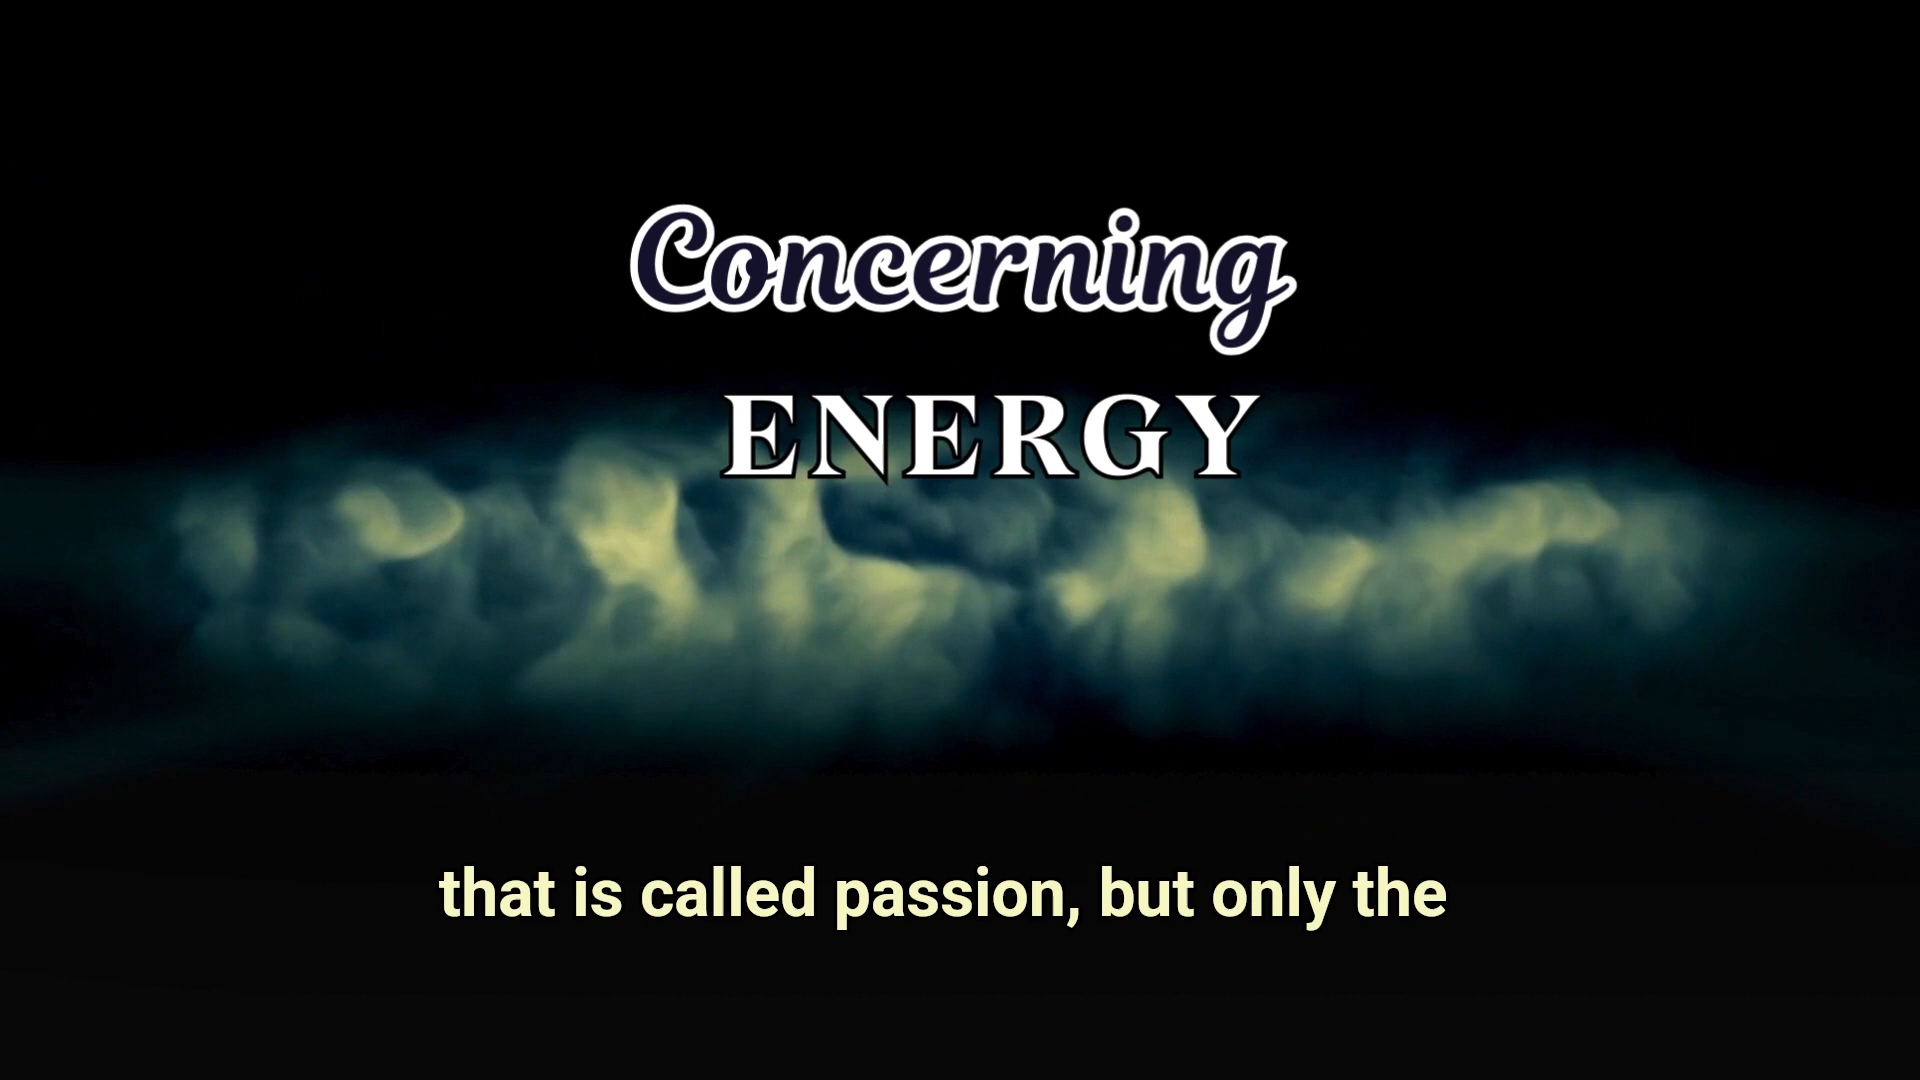 Concerning
ENERGY
that is called passion, but only the